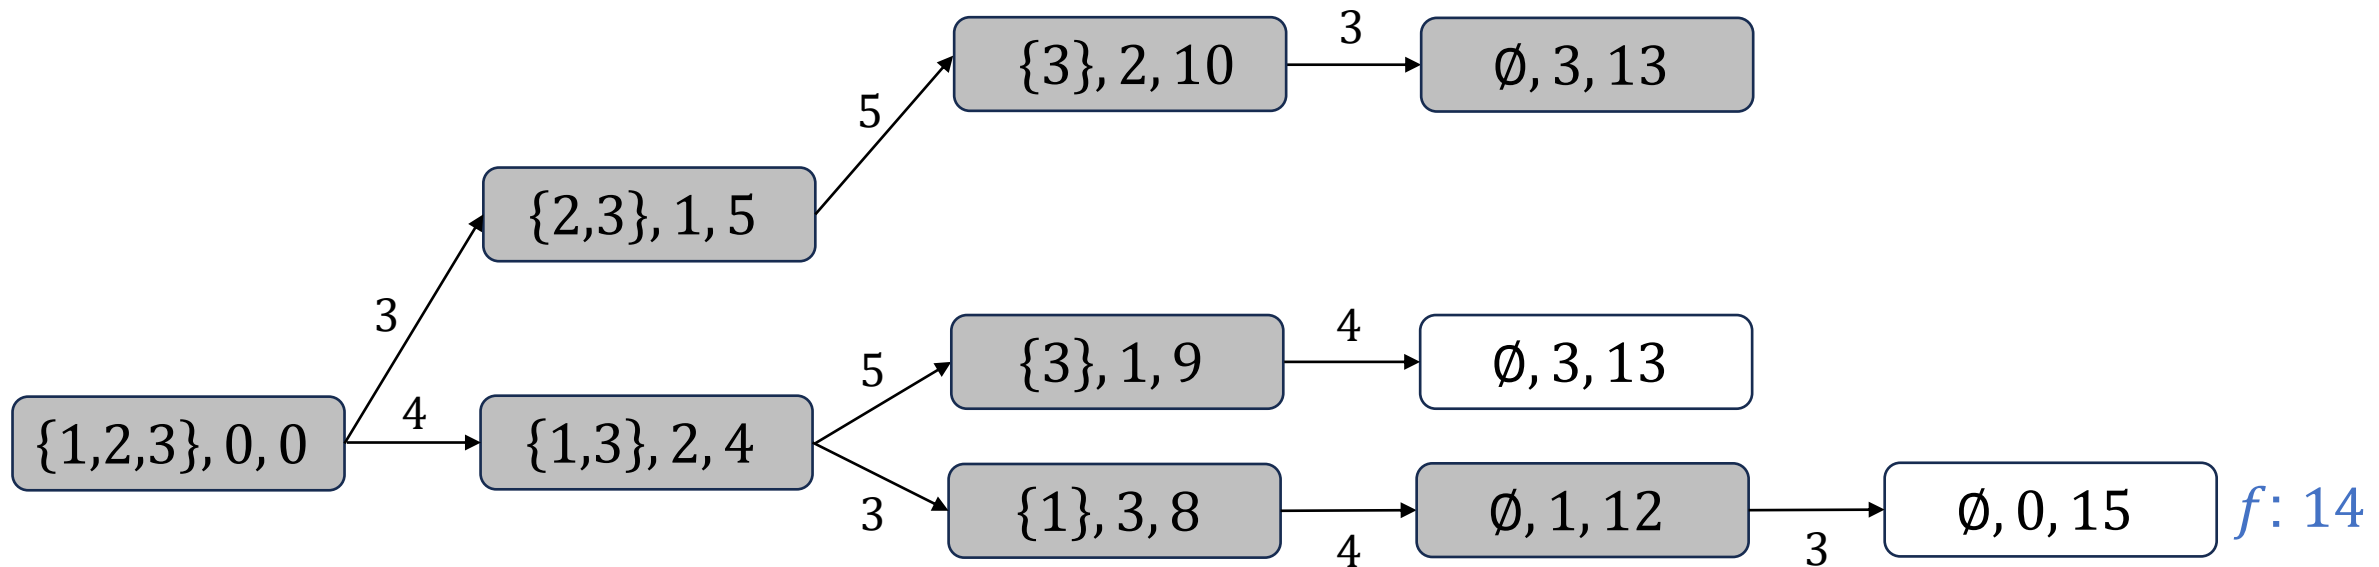 3
{3}, 2, 10
∅, 3, 13
5
{2,3}, 1, 5
3
{3}, 1, 9
4
∅, 3, 13
5
4
{1,2,3}, 0, 0
{1,3}, 2, 4
3
{1}, 3, 8
4
∅, 1, 12
3
∅, 0, 15
f: 14